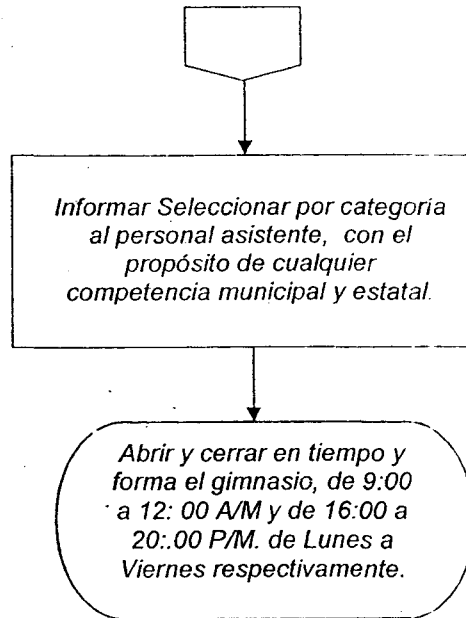 Informar Seleccionar por categoria
al personal asistente, con el
propósito de cualquier
competencia municipal y estatal.
Abrir y cerrar en tiempo y
forma el gimnasio, de 9:00
a 12: 00 A/M y de 16:00 a
20:.00 P/M. de Lunes a
Viernes respectivamente.